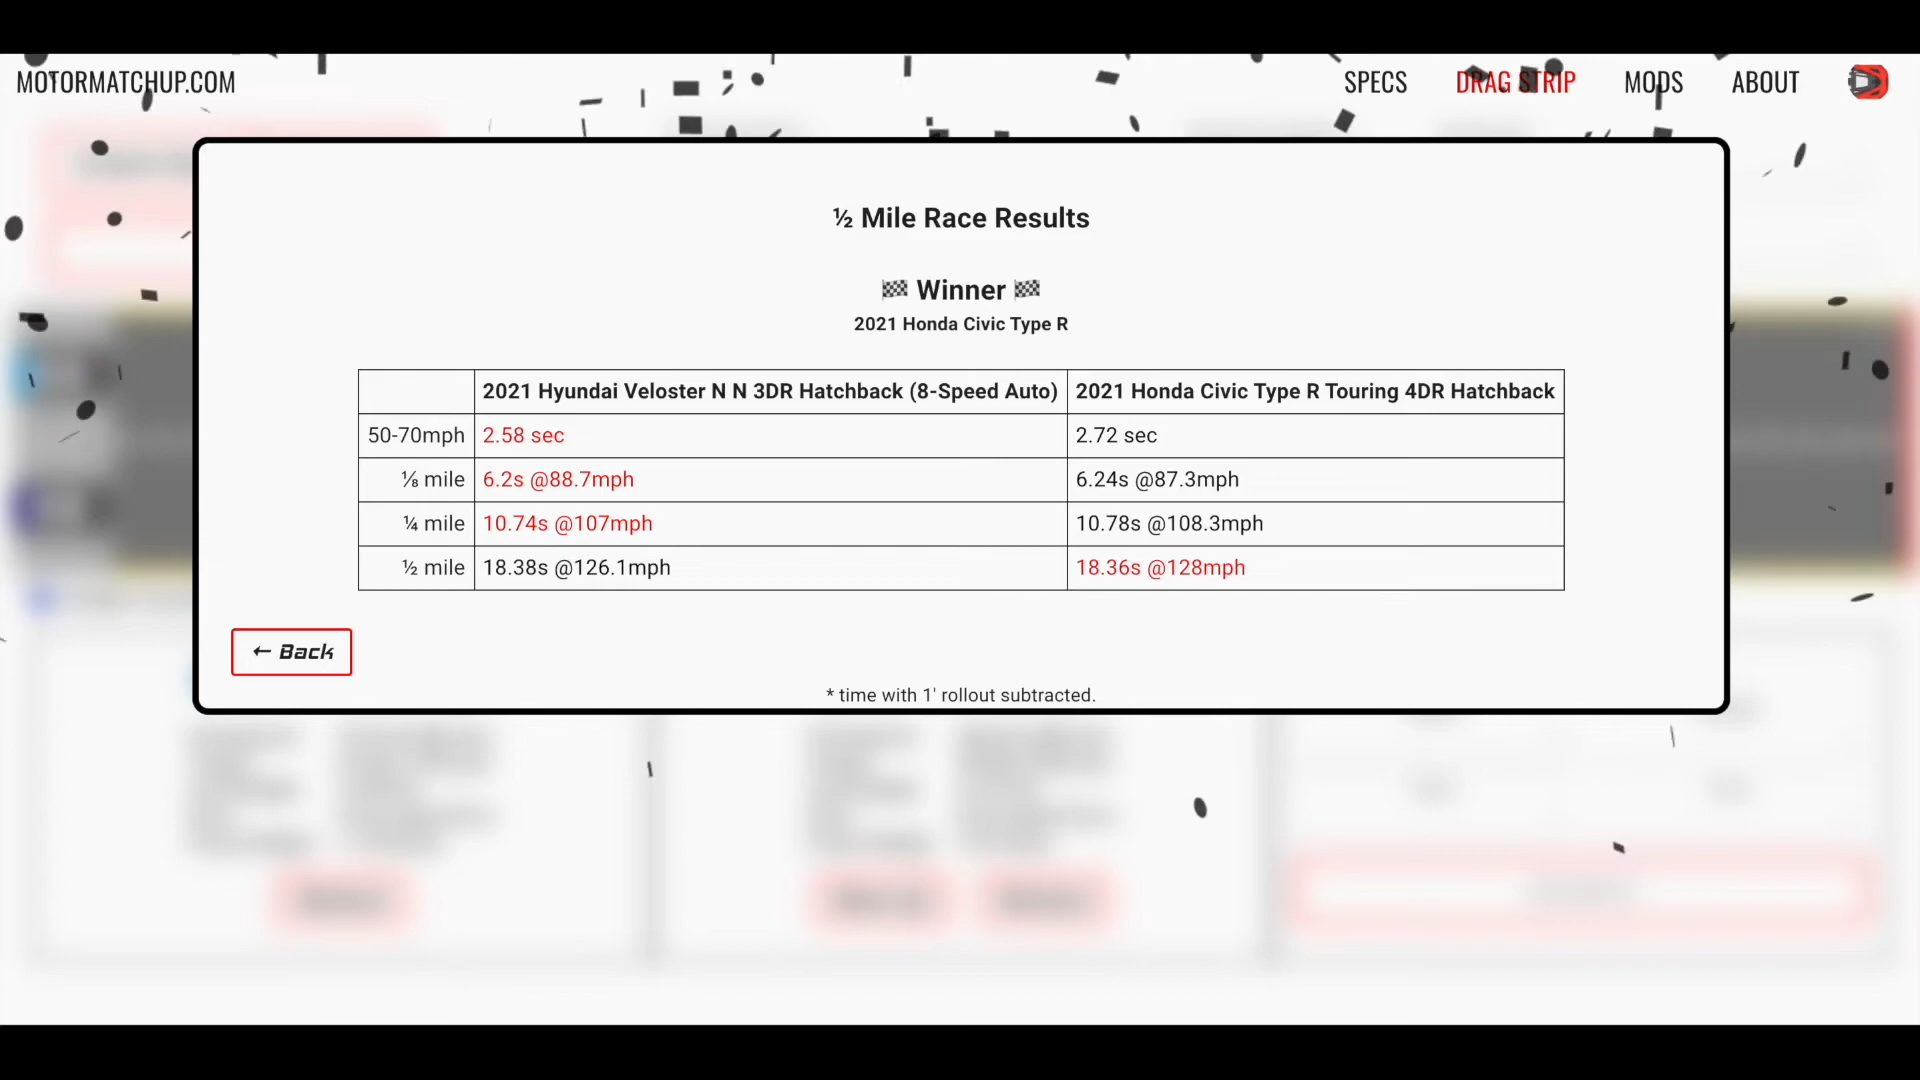 MOTORMATCHUP.COM
SPECS DRAG STRIP MODS ABOUT
½ Mile Race Results
Winner
2021 Honda Civic Type R
2021 Hyundai Veloster N N 3DR Hatchback (8-Speed Auto) 2021 Honda Civic Type R Touring 4DR Hatchback
50-70mph 2.58 sec 2.72 sec
⅛ mile 6.2s @88.7mph 6.24s @87.3mph
¼ mile 10.74s @107mph 10.78s @108.3mph
½ mile 18.38s @126.1mph 18.36s @128mph
← Back
* time with 1' rollout subtracted.